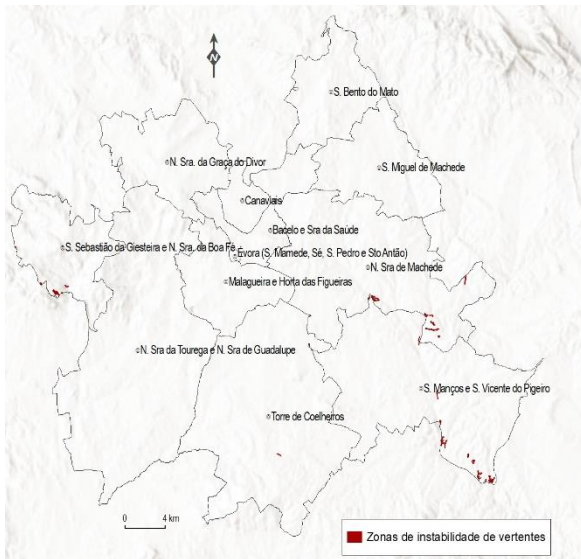 N
S. Bento do Mato
N. Sra. da Graça do Divor
S. Miguel de Machede
Canaviais
Bacelo e Sra da Saúde
S. Sebastião da Giesteira e N. Sra. da Boa Fé
Évora (S. Mamede, Sé, S. Pedro e Sto Antão)
N. Sra de Machede
Malagueira e Horta das Figueiras
N. Sra da Tourega e N. Sra de Guadalupe
S. Manços e S. Vicente do Pigeiro
Torre de Coelheiros
0 4 km
Zonas de instabilidade de vertentes